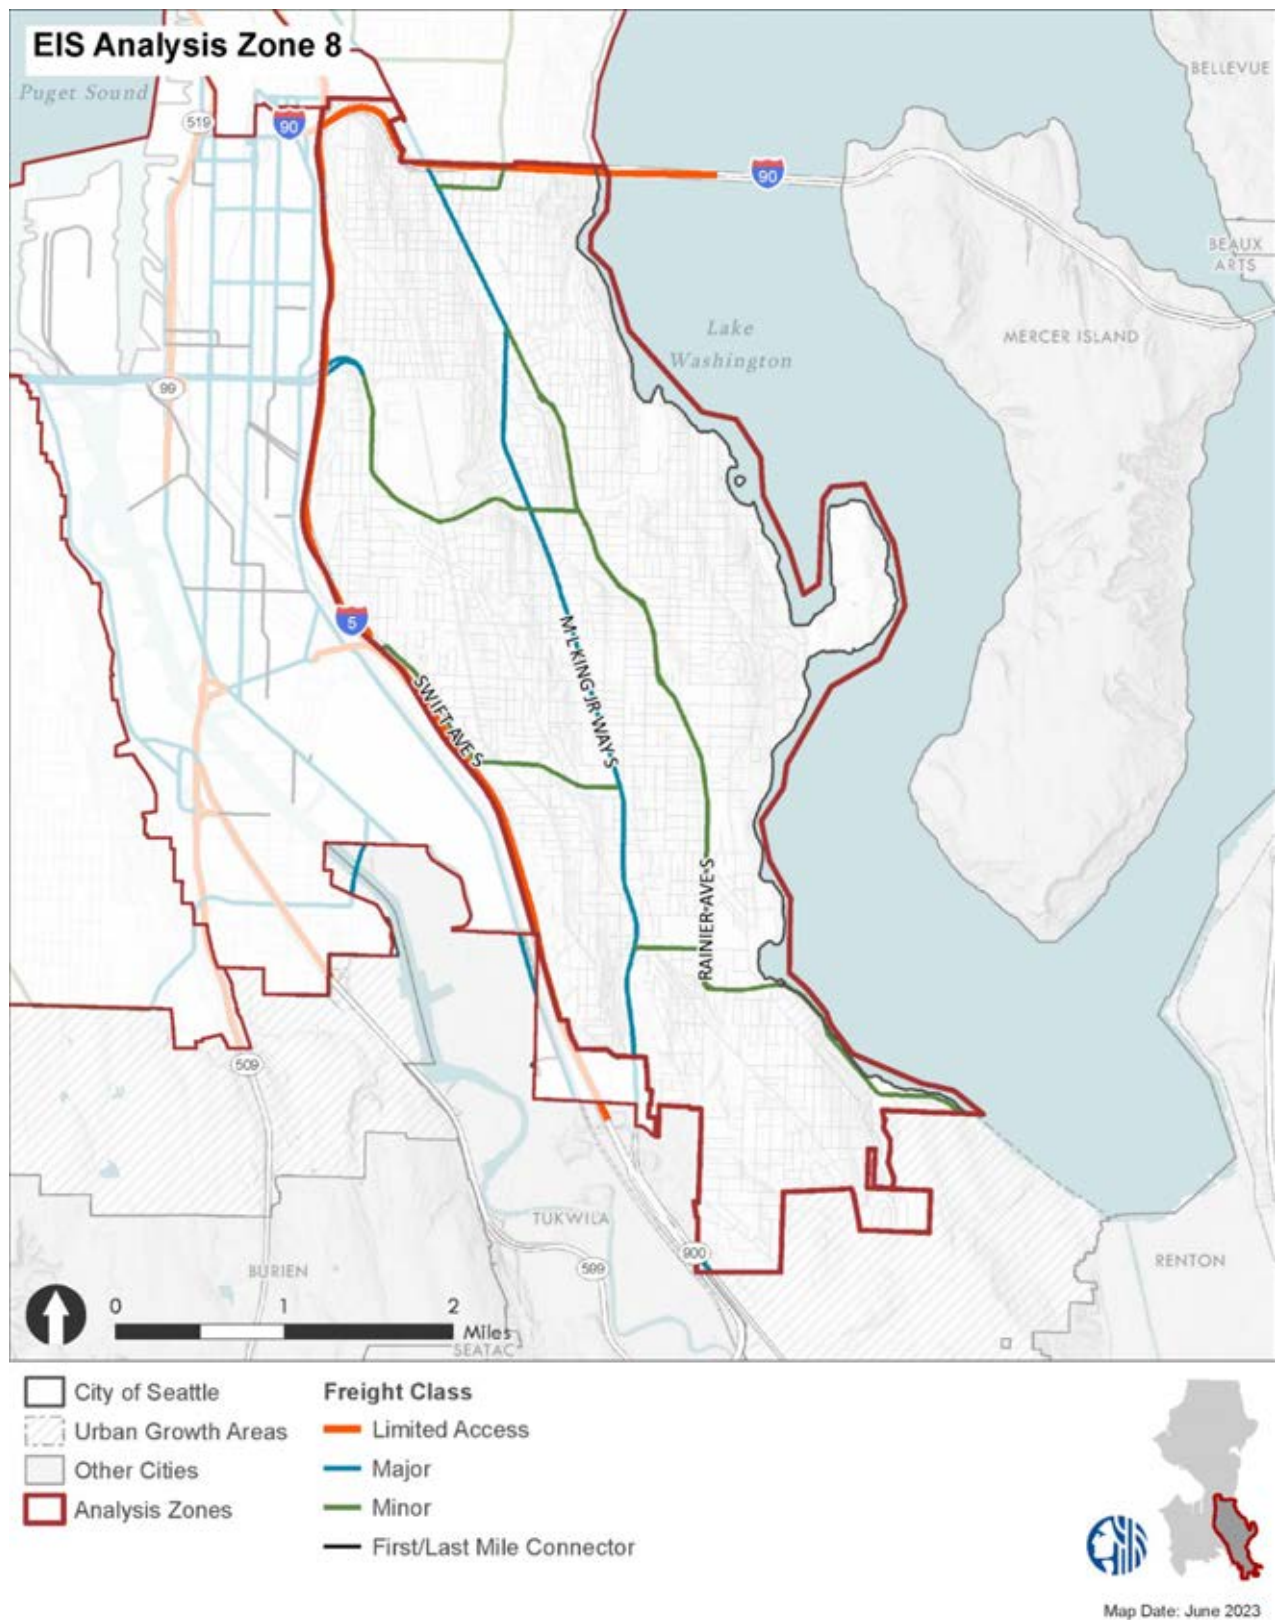 EIS Analysis Zone 8
Puget Sound
BELLEVUE
519
90
90
BEAUX
ARTS
Lake
Washington
MERCER ISLAND
99
5
M L KING JR WAY S
SWIFT AVE S
RAINIER AVE S
509
TUKWILA
900
599
BURIEN
RENTON
0 1 2
Miles
SEATAC
City of Seattle
Urban Growth Areas
Other Cities
Analysis Zones
Freight Class
Limited Access
Major
Minor
First/Last Mile Connector
Map Date: June 2023